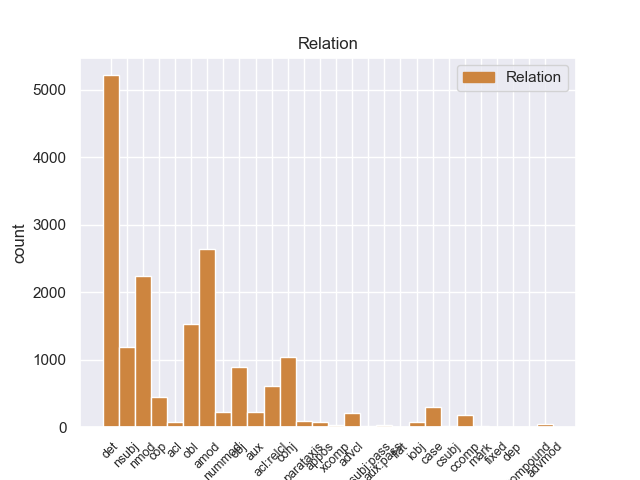 Relation
Relation
count
5000
4000
3000
2000
1000
0
det
nsubj
nmod
cop
acl
obl
amod
nummod
obj
aux
acl:relcl
conj
parataxis
appos
xcomp
advcl
aux:pass
flat
iobj
case
csubj
ccomp
mark
fixed
dep
compound
advmod